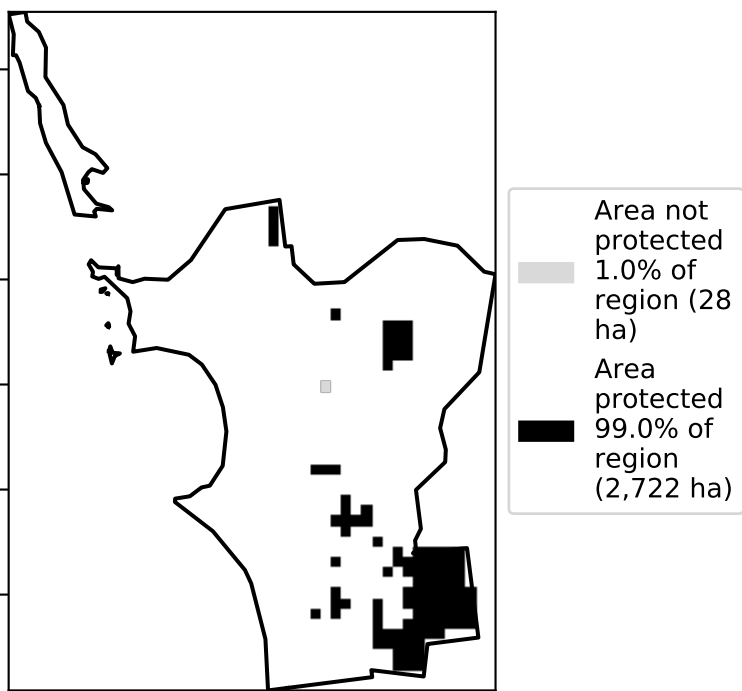 Area not
protected
1.0% of
region (28
ha)
Area
protected
99.0% of
region
(2,722 ha)